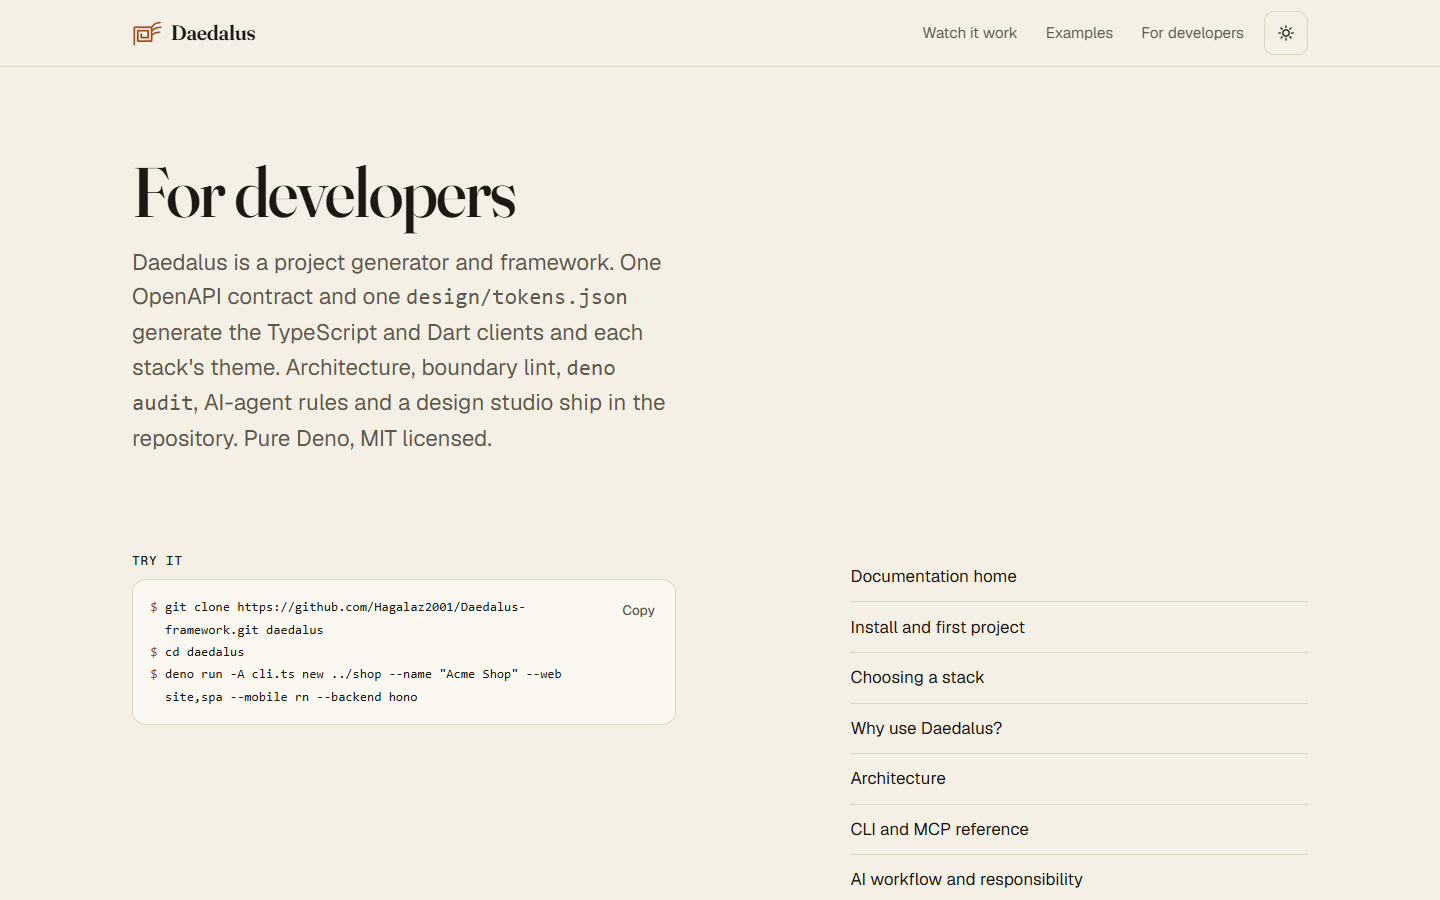 Daedalus
Watch it work
Examples
For developers
For developers
Daedalus is a project generator and framework. One
OpenAPI contract and one design/tokens.json
generate the TypeScript and Dart clients and each
stack's theme. Architecture, boundary lint, deno
audit, AI-agent rules and a design studio ship in the
repository. Pure Deno, MIT licensed.
TRY IT
$ git clone https://github.com/Hagalaz2001/Daedalus-
framework.git daedalus
$ cd daedalus
$ deno run -A cli.ts new ../shop --name "Acme Shop" --web
site,spa --mobile rn --backend hono
Copy
Documentation home
Install and first project
Choosing a stack
Why use Daedalus?
Architecture
CLI and MCP reference
AI workflow and responsibility